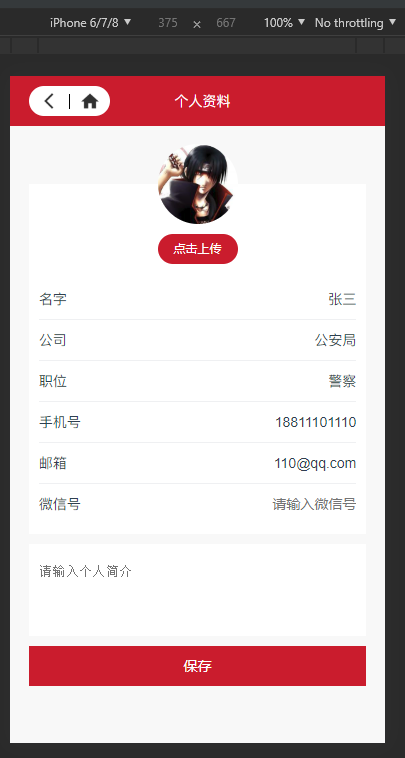 iPhone 6/7/8 ▼ 375 × 667 100% ▼ No throttling ▼
个人资料
点击上传
名字 张三
公司 公安局
职位 警察
手机号 18811101110
邮箱 110@qq.com
微信号 请输入微信号
请输入个人简介
保存